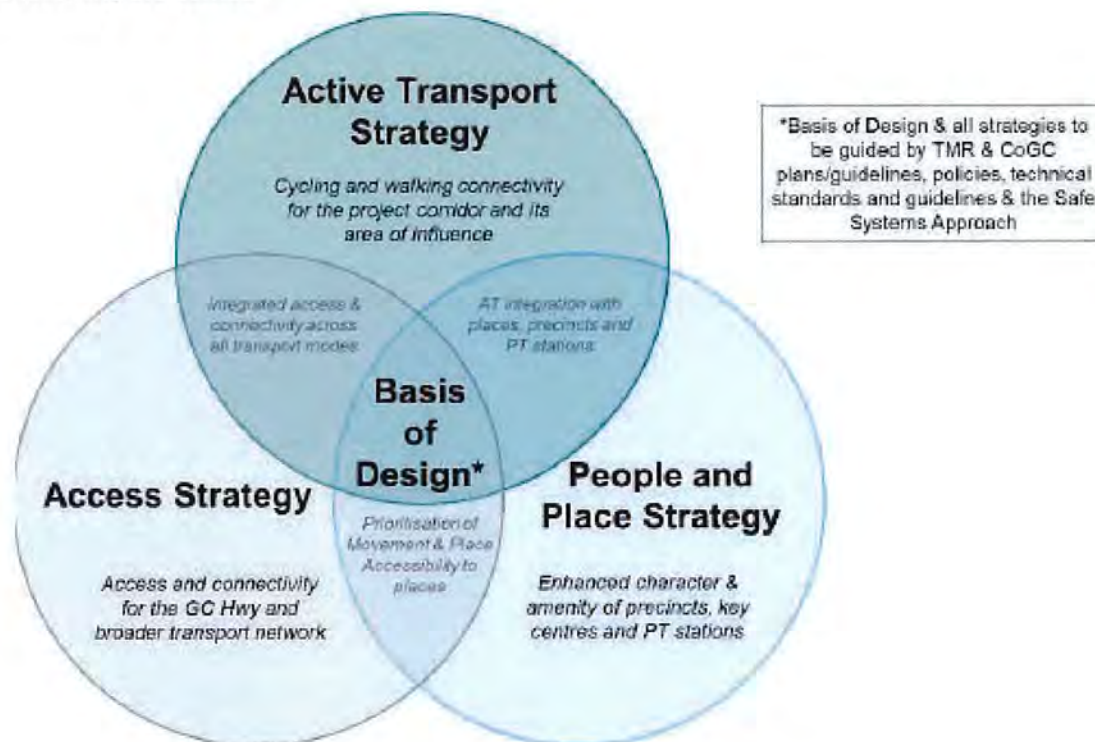 Active Transport
Strategy
Cycling and walking connectivity
for the project corridor and its
area of influence
*Basis of Design & all strategies to
be guided by TMR & CoGC
plans/guidelines, policies, technical
standards and guidelines & the Safe
Systems Approach
Integrated access &
connectivity across
all transport modes
AT integration with
places, precincts and
PT stations
Basis
of
Design*
Access Strategy
Access and connectivity
for the GC Hwy and
broader transport network
Prioritisation of
Movement & Place
Accessibility to
places
People and
Place Strategy
Enhanced character &
amenity of precincts, key
centres and PT stations